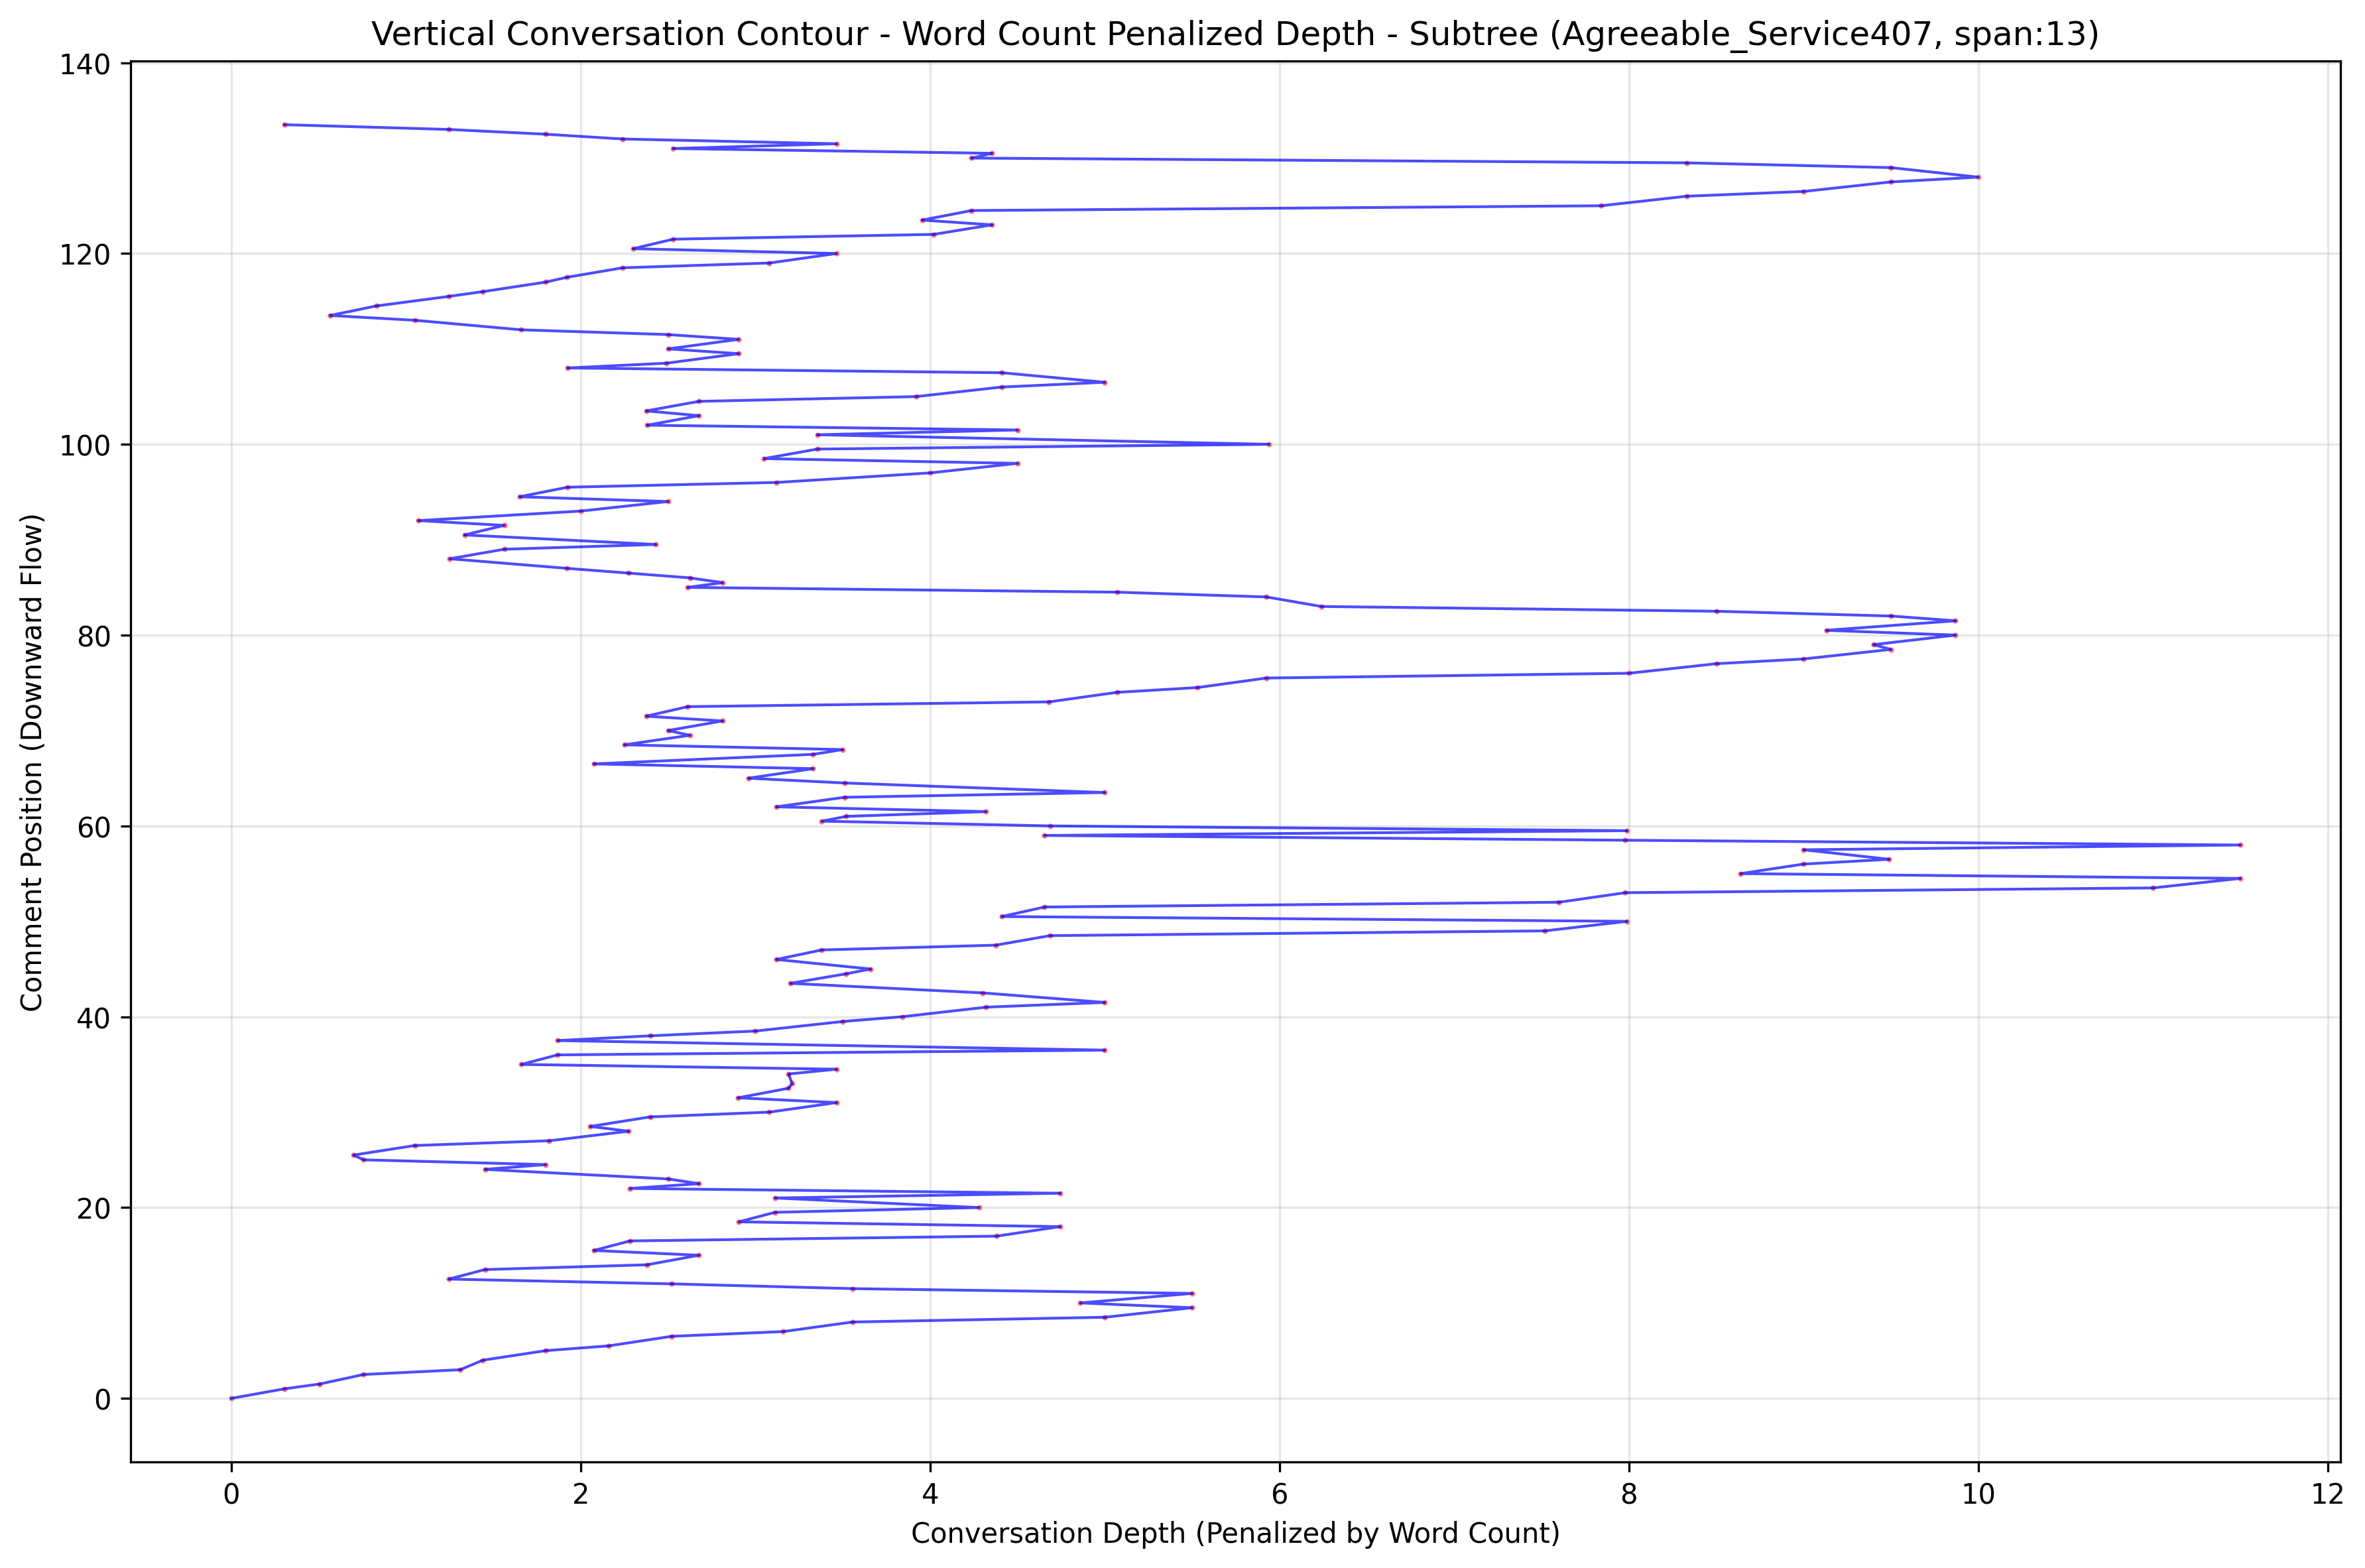 Vertical Conversation Contour - Word Count Penalized Depth - Subtree (Agreeable_Service407, span:13)
140
120
100
80
60
40
20
0
Comment Position (Downward Flow)
0 2 4 6 8 10 12
Conversation Depth (Penalized by Word Count)